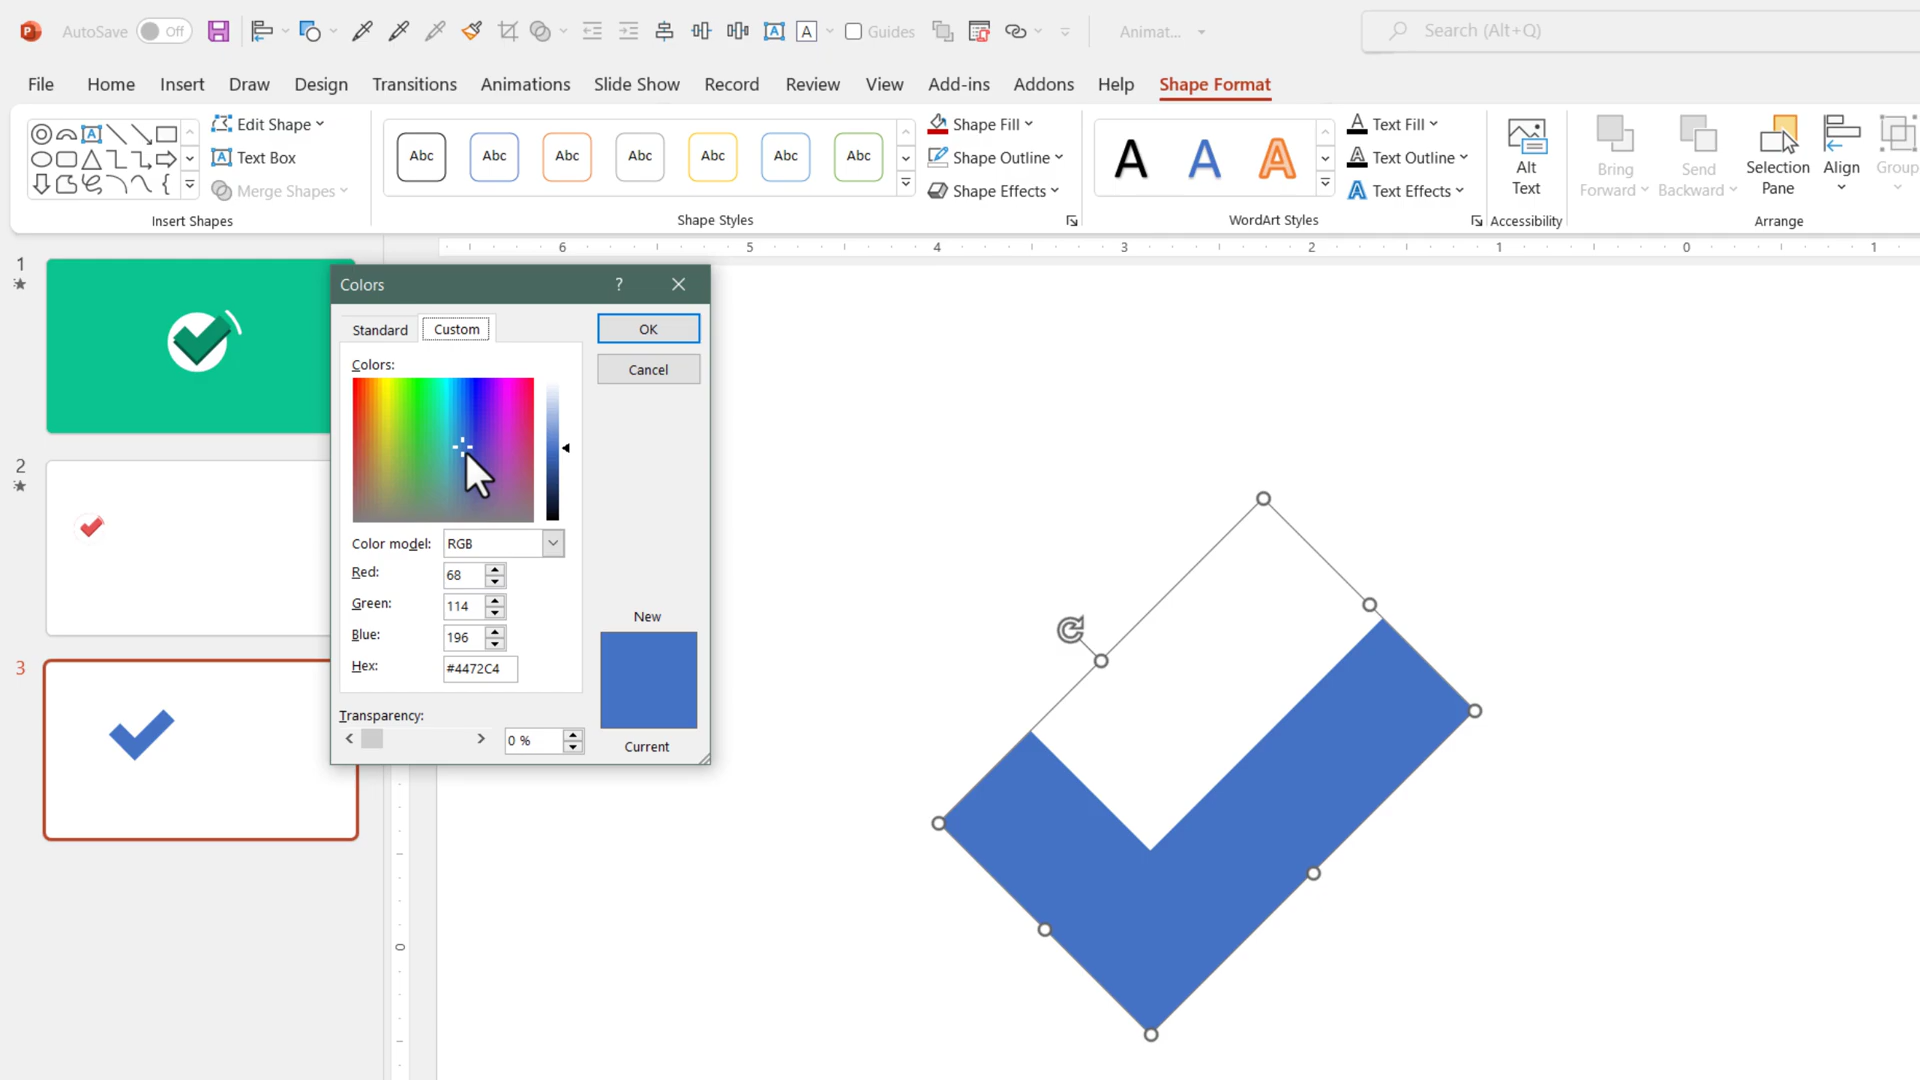 AutoSave Off Guides Animat... Search (Alt+Q)
File Home Insert Draw Design Transitions Animations Slide Show Record Review View Add-ins Addons Help Shape Format
Edit Shape
Text Box
Merge Shapes
Insert Shapes
Abc Abc Abc Abc Abc Abc Abc
Shape Fill
Shape Outline
Shape Effects
Shape Styles
A A A
Text Fill
Text Outline
Text Effects
WordArt Styles
Alt
Text
Accessibility
Bring
Forward
Send
Backward
Selection
Pane
Align
Group
Arrange
6 5 4 3 2 1 0 1
1
2
3
Colors ?
Standard Custom
OK
Cancel
Colors:
Color model: RGB
Red: 68
Green: 114
Blue: 196
Hex: #4472C4
Transparency:
0 %
New
Current
0